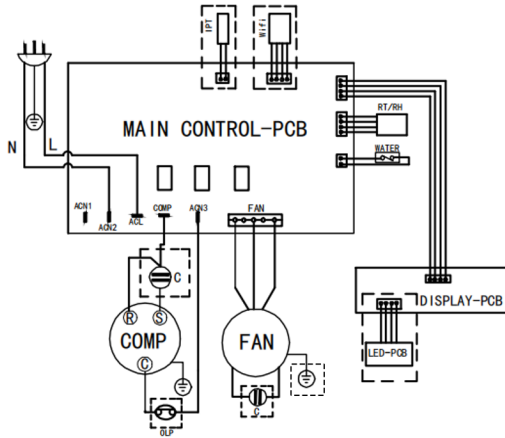 IPT
Wifi
MAIN CONTROL-PCB
RT/RH
N
L
WATER
ACN1
ACN2
ACL
COMP
ACN3
FAN
C
R
S
COMP
C
FAN
DISPLAY-PCB
LED-PCB
C
OLP